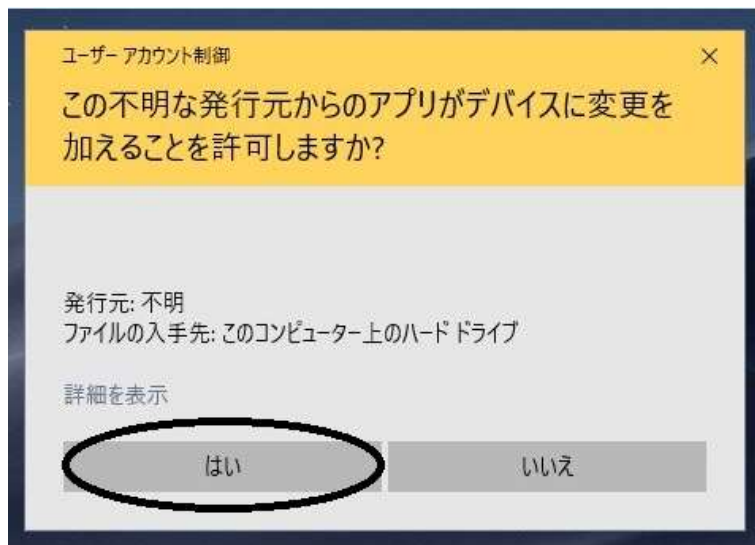 ユーザー アカウント制御
この不明な発行元からのアプリがデバイスに変更を
加えることを許可しますか?
発行元: 不明
ファイルの入手先: このコンピューター上のハード ドライブ
詳細を表示
はい
いいえ